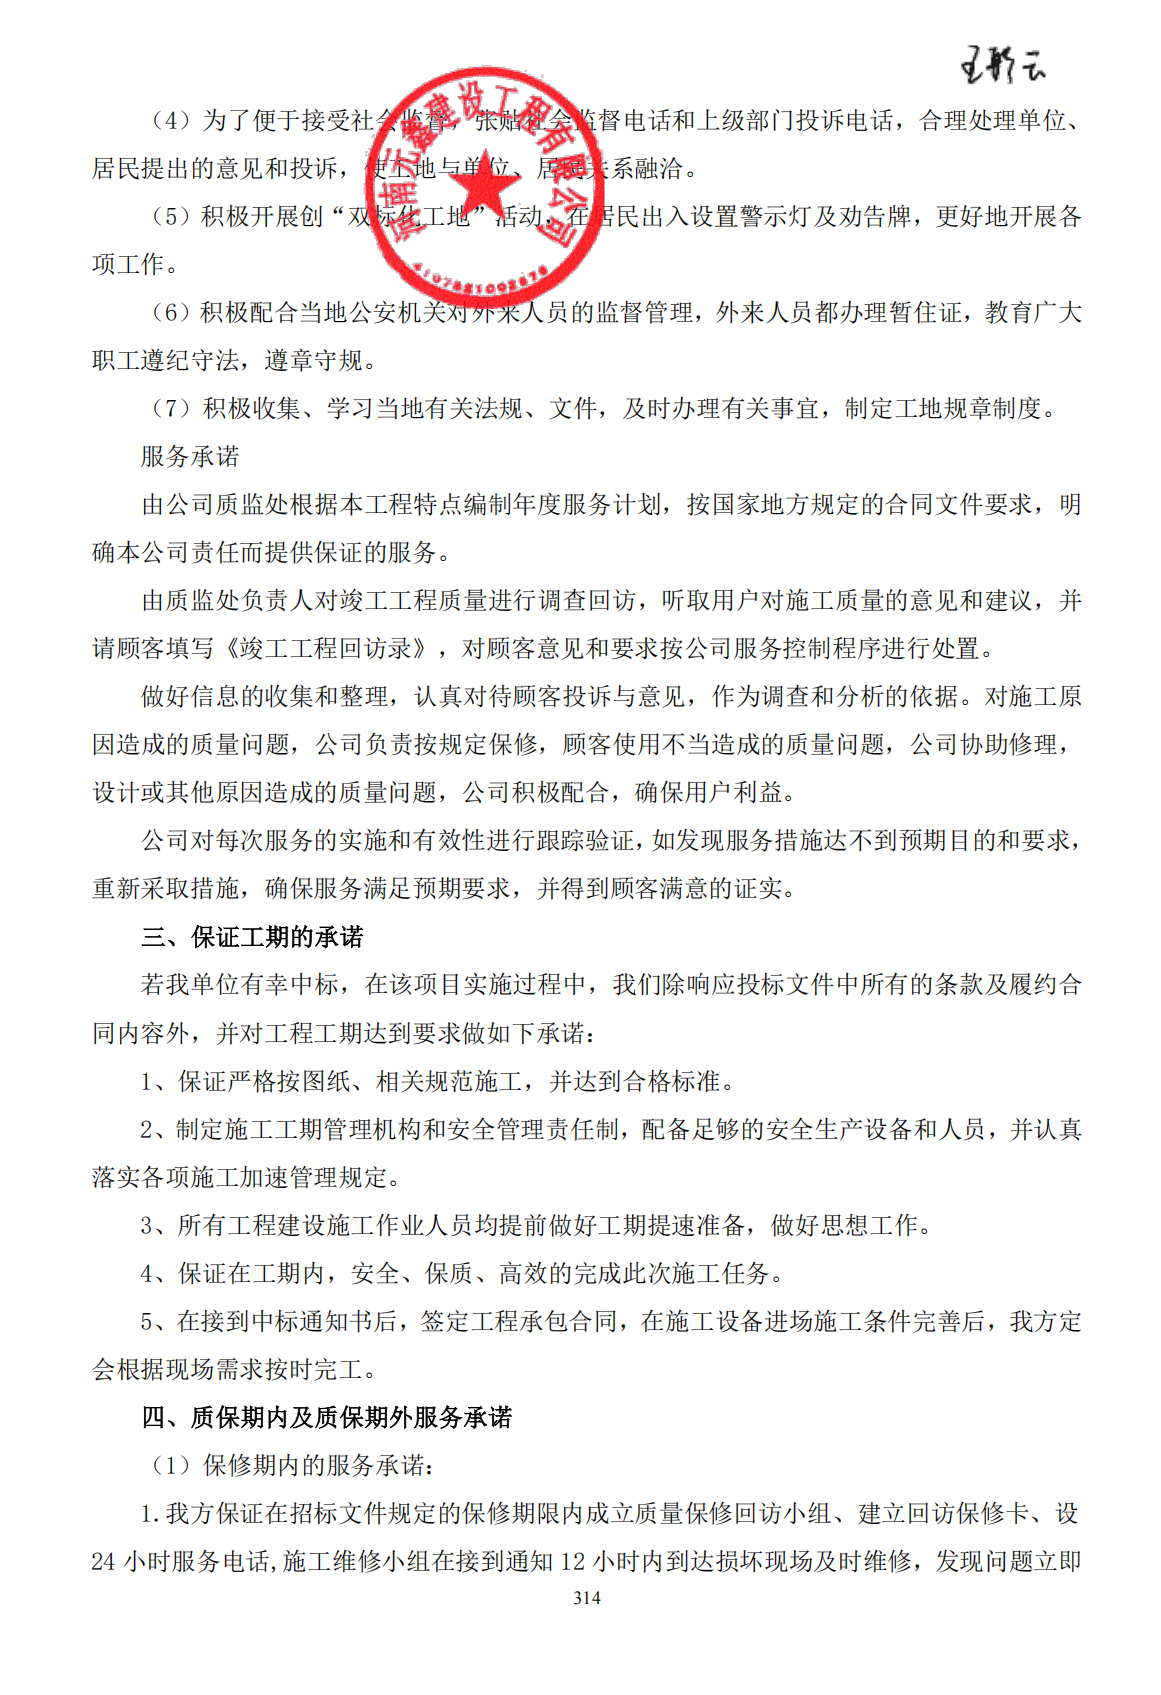 （4）为了便于接受社会监督，张贴社会监督电话和上级部门投诉电话，合理处理单位、
居民提出的意见和投诉，使工地与单位、居民关系融洽。
（5）积极开展创“双标化工地”活动；在居民出入设置警示灯及劝告牌，更好地开展各
项工作。
（6）积极配合当地公安机关对外来人员的监督管理，外来人员都办理暂住证，教育广大
职工遵纪守法，遵章守规。
（7）积极收集、学习当地有关法规、文件，及时办理有关事宜，制定工地规章制度。
服务承诺
由公司质监处根据本工程特点编制年度服务计划，按国家地方规定的合同文件要求，明
确本公司责任而提供保证的服务。
由质监处负责人对竣工工程质量进行调查回访，听取用户对施工质量的意见和建议，并
请顾客填写《竣工工程回访录》，对顾客意见和要求按公司服务控制程序进行处置。
做好信息的收集和整理，认真对待顾客投诉与意见，作为调查和分析的依据。对施工原
因造成的质量问题，公司负责按规定保修，顾客使用不当造成的质量问题，公司协助修理，
设计或其他原因造成的质量问题，公司积极配合，确保用户利益。
公司对每次服务的实施和有效性进行跟踪验证，如发现服务措施达不到预期目的和要求，
重新采取措施，确保服务满足预期要求，并得到顾客满意的证实。
三、保证工期的承诺
若我单位有幸中标，在该项目实施过程中，我们除响应投标文件中所有的条款及履约合
同内容外，并对工程工期达到要求做如下承诺：
1、保证严格按图纸、相关规范施工，并达到合格标准。
2、制定施工工期管理机构和安全管理责任制，配备足够的安全生产设备和人员，并认真
落实各项施工加速管理规定。
3、所有工程建设施工作业人员均提前做好工期提速准备，做好思想工作。
4、保证在工期内，安全、保质、高效的完成此次施工任务。
5、在接到中标通知书后，签定工程承包合同，在施工设备进场施工条件完善后，我方定
会根据现场需求按时完工。
四、质保期内及质保期外服务承诺
（1）保修期内的服务承诺：
1.我方保证在招标文件规定的保修期限内成立质量保修回访小组、建立回访保修卡、设
24 小时服务电话,施工维修小组在接到通知 12 小时内到达损坏现场及时维修，发现问题立即
314
河南元鑫建设工程有限公司